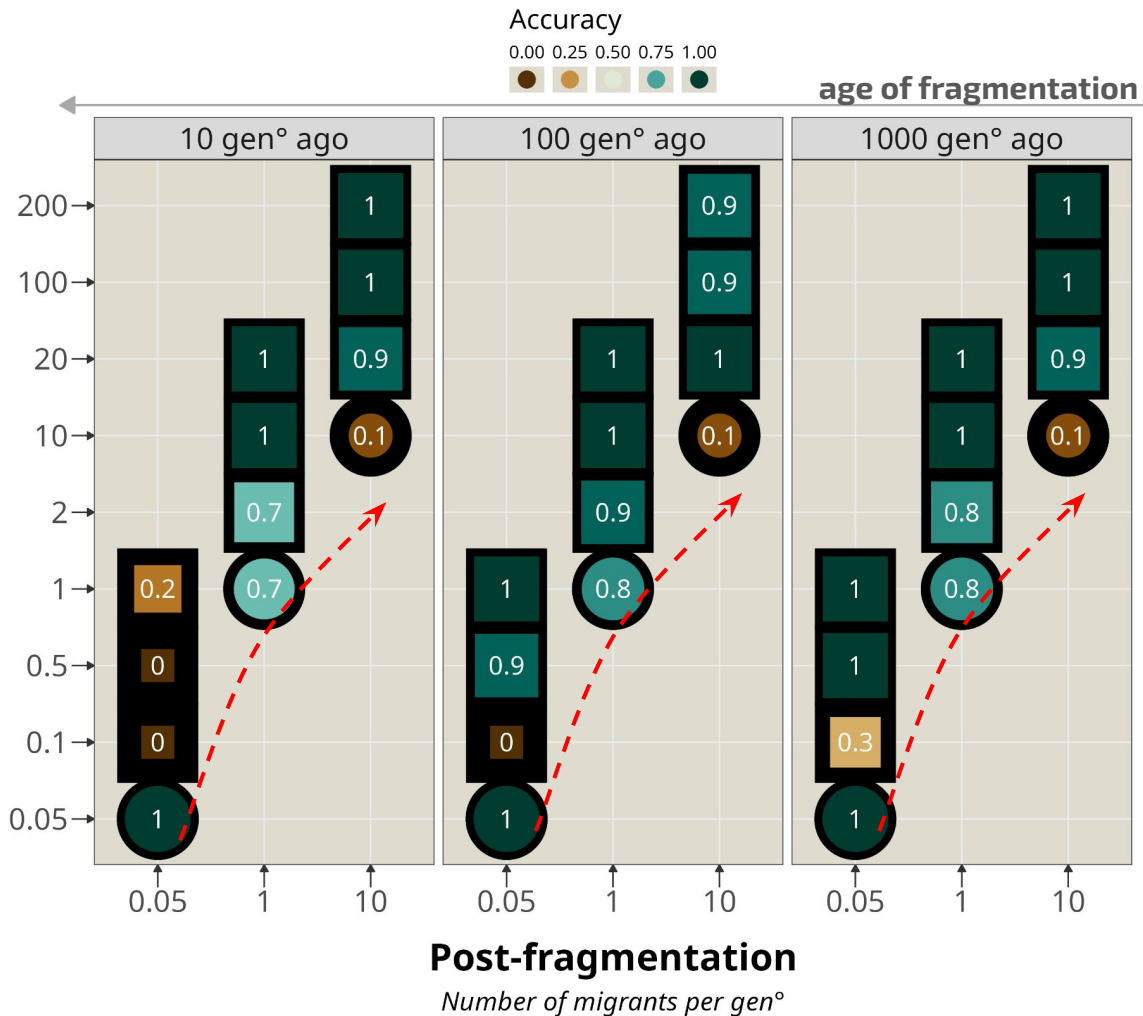 Accuracy
0.00 0.25 0.50 0.75 1.00
age of fragmentation
10 gen° ago 100 gen° ago 1000 gen° ago
200 1 0.9 1
100 1 0.9 1
20 1 0.9 1 1 1 0.9
10 1 0.1 1 0.1 1 0.1
2 0.7 0.9 0.8
1 0.2 0.7 1 0.8 1 0.8
0.5 0 0.9 1
0.1 0 0 0.3
0.05 1 1 1
0.05 1 10 0.05 1 10 0.05 1 10
Post-fragmentation
Number of migrants per gen°